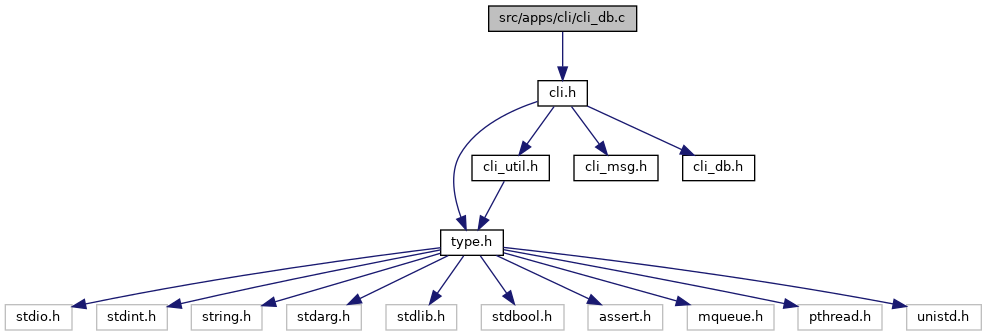 src/apps/cli/cli_db.c
cli.h
cli_util.h
cli_msg.h
cli_db.h
type.h
stdio.h
stdint.h
string.h
stdarg.h
stdlib.h
stdbool.h
assert.h
mqueue.h
pthread.h
unistd.h